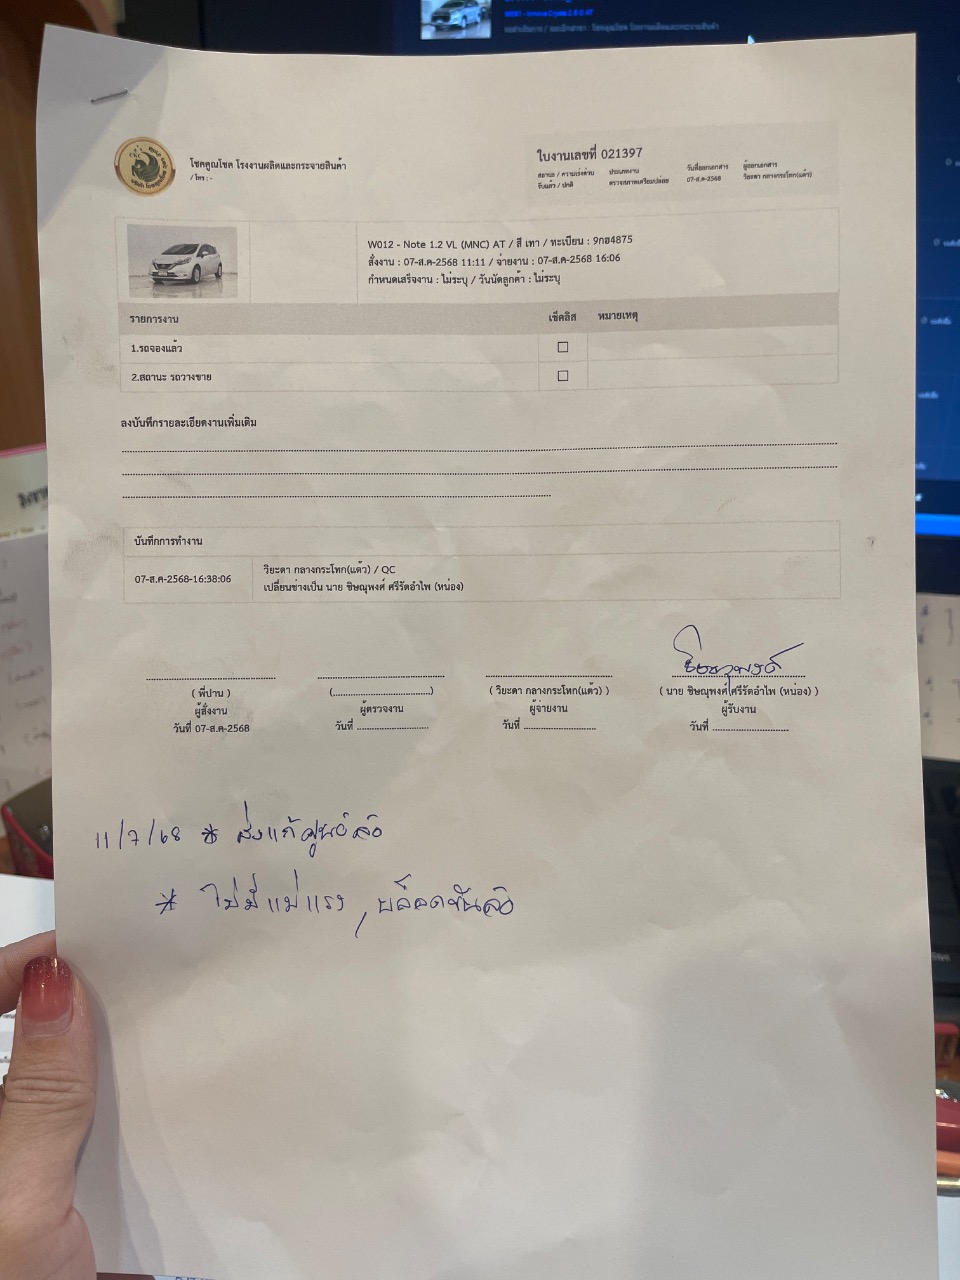 โชคคูณโชค โรงงานผลิตและกระจายสินค้า
/ โทร : -
ใบงานเลขที่ 021397
สถานะ / ความเร่งด่วน ประเภทงาน วันที่ออกเอกสาร ผู้ออกเอกสาร
รับแล้ว / ปกติ ตรวจสภาพเตรียมปล่อย 07-ส.ค-2568 วิยะดา กลางกระโทก(แต้ว)
W012 - Note 1.2 VL (MNC) AT / สี เทา / ทะเบียน : 9กฮ4875
สั่งงาน : 07-ส.ค-2568 11:11 / จ่ายงาน : 07-ส.ค-2568 16:06
กำหนดเสร็จงาน : ไม่ระบุ / วันนัดลูกค้า : ไม่ระบุ
รายการงาน เช็คลิส หมายเหตุ
1.รถจองแล้ว
2.สถานะ รถวางขาย
ลงบันทึกรายละเอียดงานเพิ่มเติม
บันทึกการทำงาน
07-ส.ค-2568-16:38:06
วิยะดา กลางกระโทก(แต้ว) / QC
เปลี่ยนช่างเป็น นาย ชิษณุพงศ์ ศรีรัตอำไพ (หน่อง)
ชิษณุพงศ์
( พี่ปาน ) (................................) ( วิยะดา กลางกระโทก(แต้ว) ) ( นาย ชิษณุพงศ์ ศรีรัตอำไพ (หน่อง) )
ผู้สั่งงาน ผู้ตรวจงาน ผู้จ่ายงาน ผู้รับงาน
วันที่ 07-ส.ค-2568 วันที่ ........................ วันที่ ........................ วันที่ ........................
11/7/68 * ส่งแก้ศูนย์ล้อ
* ไม่มีแม่แรง , บล็อคขันล้อ